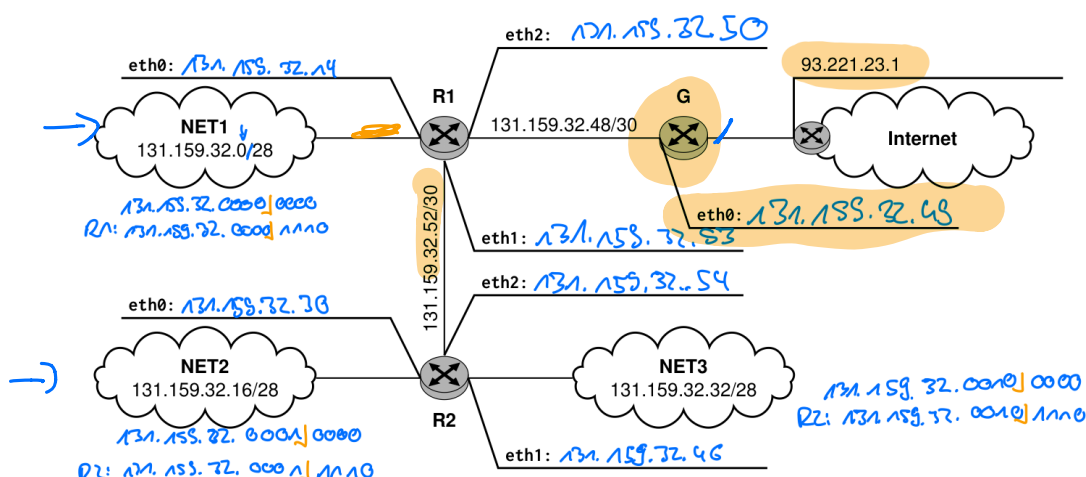 eth2: 131.159.32.50
eth0: 131.159.32.14
93.221.23.1
R1
G
NET1
131.159.32.48/30
Internet
131.159.32.0/28
131.159.32.0000|0000
R1: 131.159.32.0000|1110
131.159.32.52/30
eth0: 131.159.32.49
eth1: 131.159.32.53
eth2: 131.159.32.54
eth0: 131.159.32.30
NET2
131.159.32.16/28
NET3
131.159.32.32/28
131.159.32.0010|0000
R2: 131.159.32.0010|1110
R2
131.159.32.0001|0000
R2: 131.159.32.0001|1110
eth1: 131.159.32.46